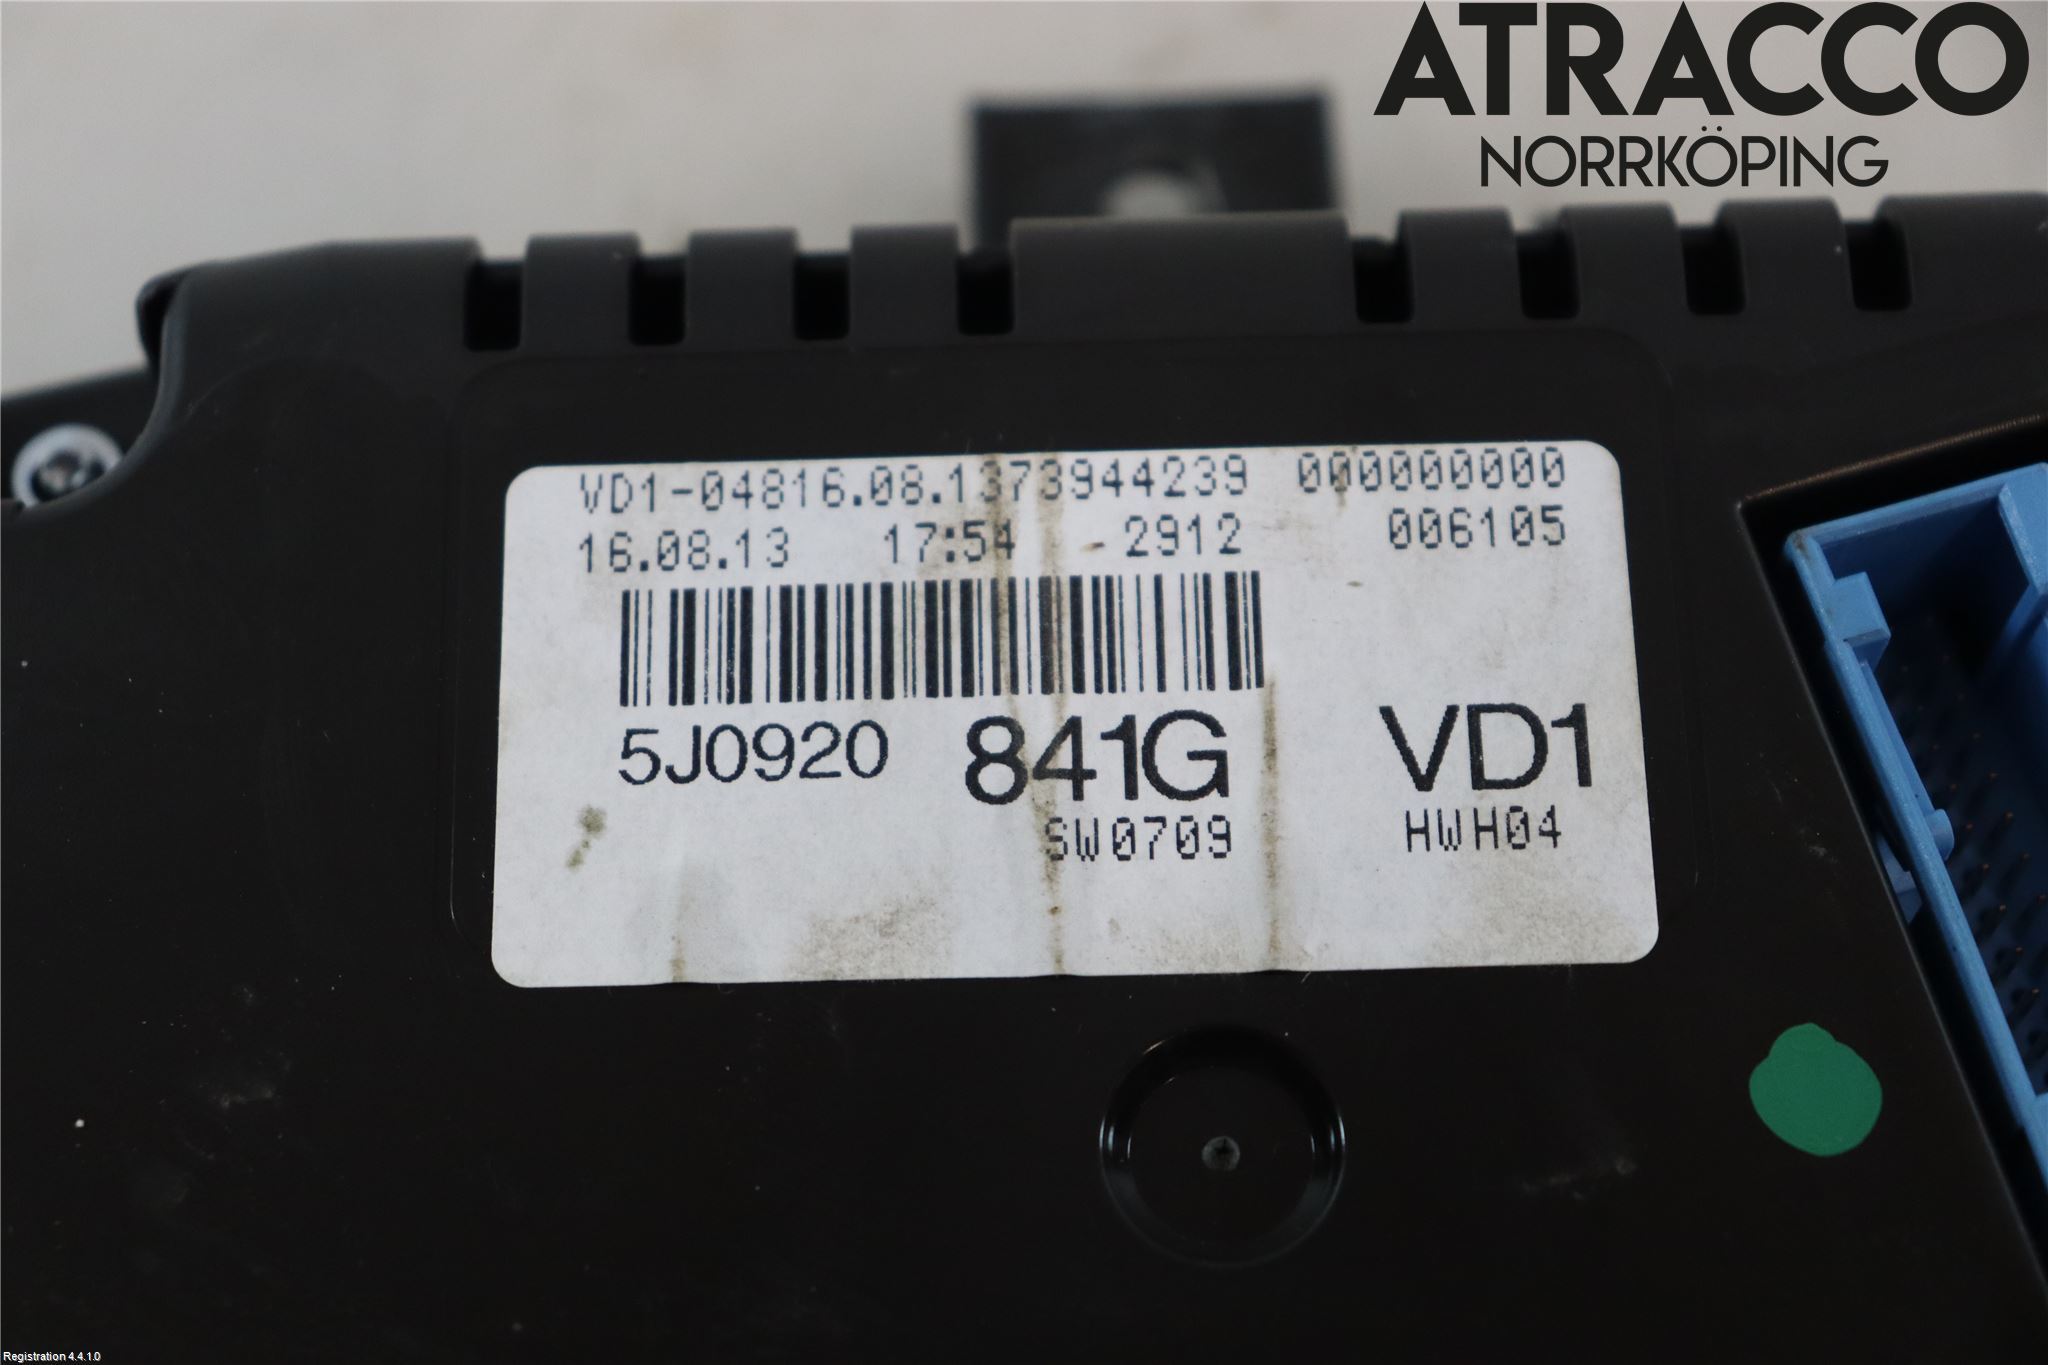 ATRACCO
NORRKÖPING
VD1-04816.08.1373944239 000000000
16.08.13 17:54 - 2912 006105
5J0920 841G VD1
SW0709 HWH04
Registration 4.4.1.0